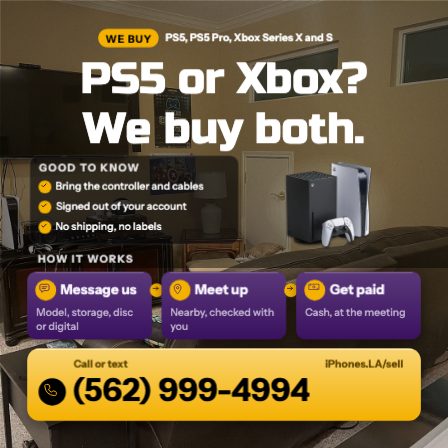 WE BUY PS5, PS5 Pro, Xbox Series X and S
PS5 or Xbox?
We buy both.
GOOD TO KNOW
Bring the controller and cables
Signed out of your account
No shipping, no labels
HOW IT WORKS
Message us
Model, storage, disc
or digital
Meet up
Nearby, checked with
you
Get paid
Cash, at the meeting
Call or text
iPhones.LA/sell
(562) 999-4994